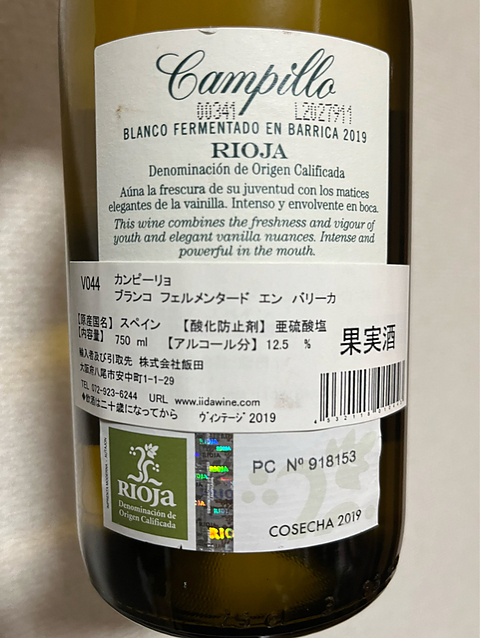 Campillo
00341 L2027911
BLANCO FERMENTADO EN BARRICA 2019
RIOJA
Denominación de Origen Calificada
Aúna la frescura de su juventud con los matices
elegantes de la vainilla. Intenso y envolvente en boca.
This wine combines the freshness and vigour of
youth and elegant vanilla nuances. Intense and
powerful in the mouth.
V044 カンピーリョ
ブランコ フェルメンタード エン バリーカ
【原産国名】スペイン 【酸化防止剤】亜硫酸塩
【内容量】 750 ml 【アルコール分】12.5 %
果実酒
輸入者及び引取先 株式会社飯田
大阪府八尾市安中町1-1-29
TEL 072-923-6244 URL www.iidawine.com
◆飲酒は二十歳になってから ヴィンテージ 2019
RIOJA
Denominación de
Origen Calificada
PC Nº 918153
COSECHA 2019